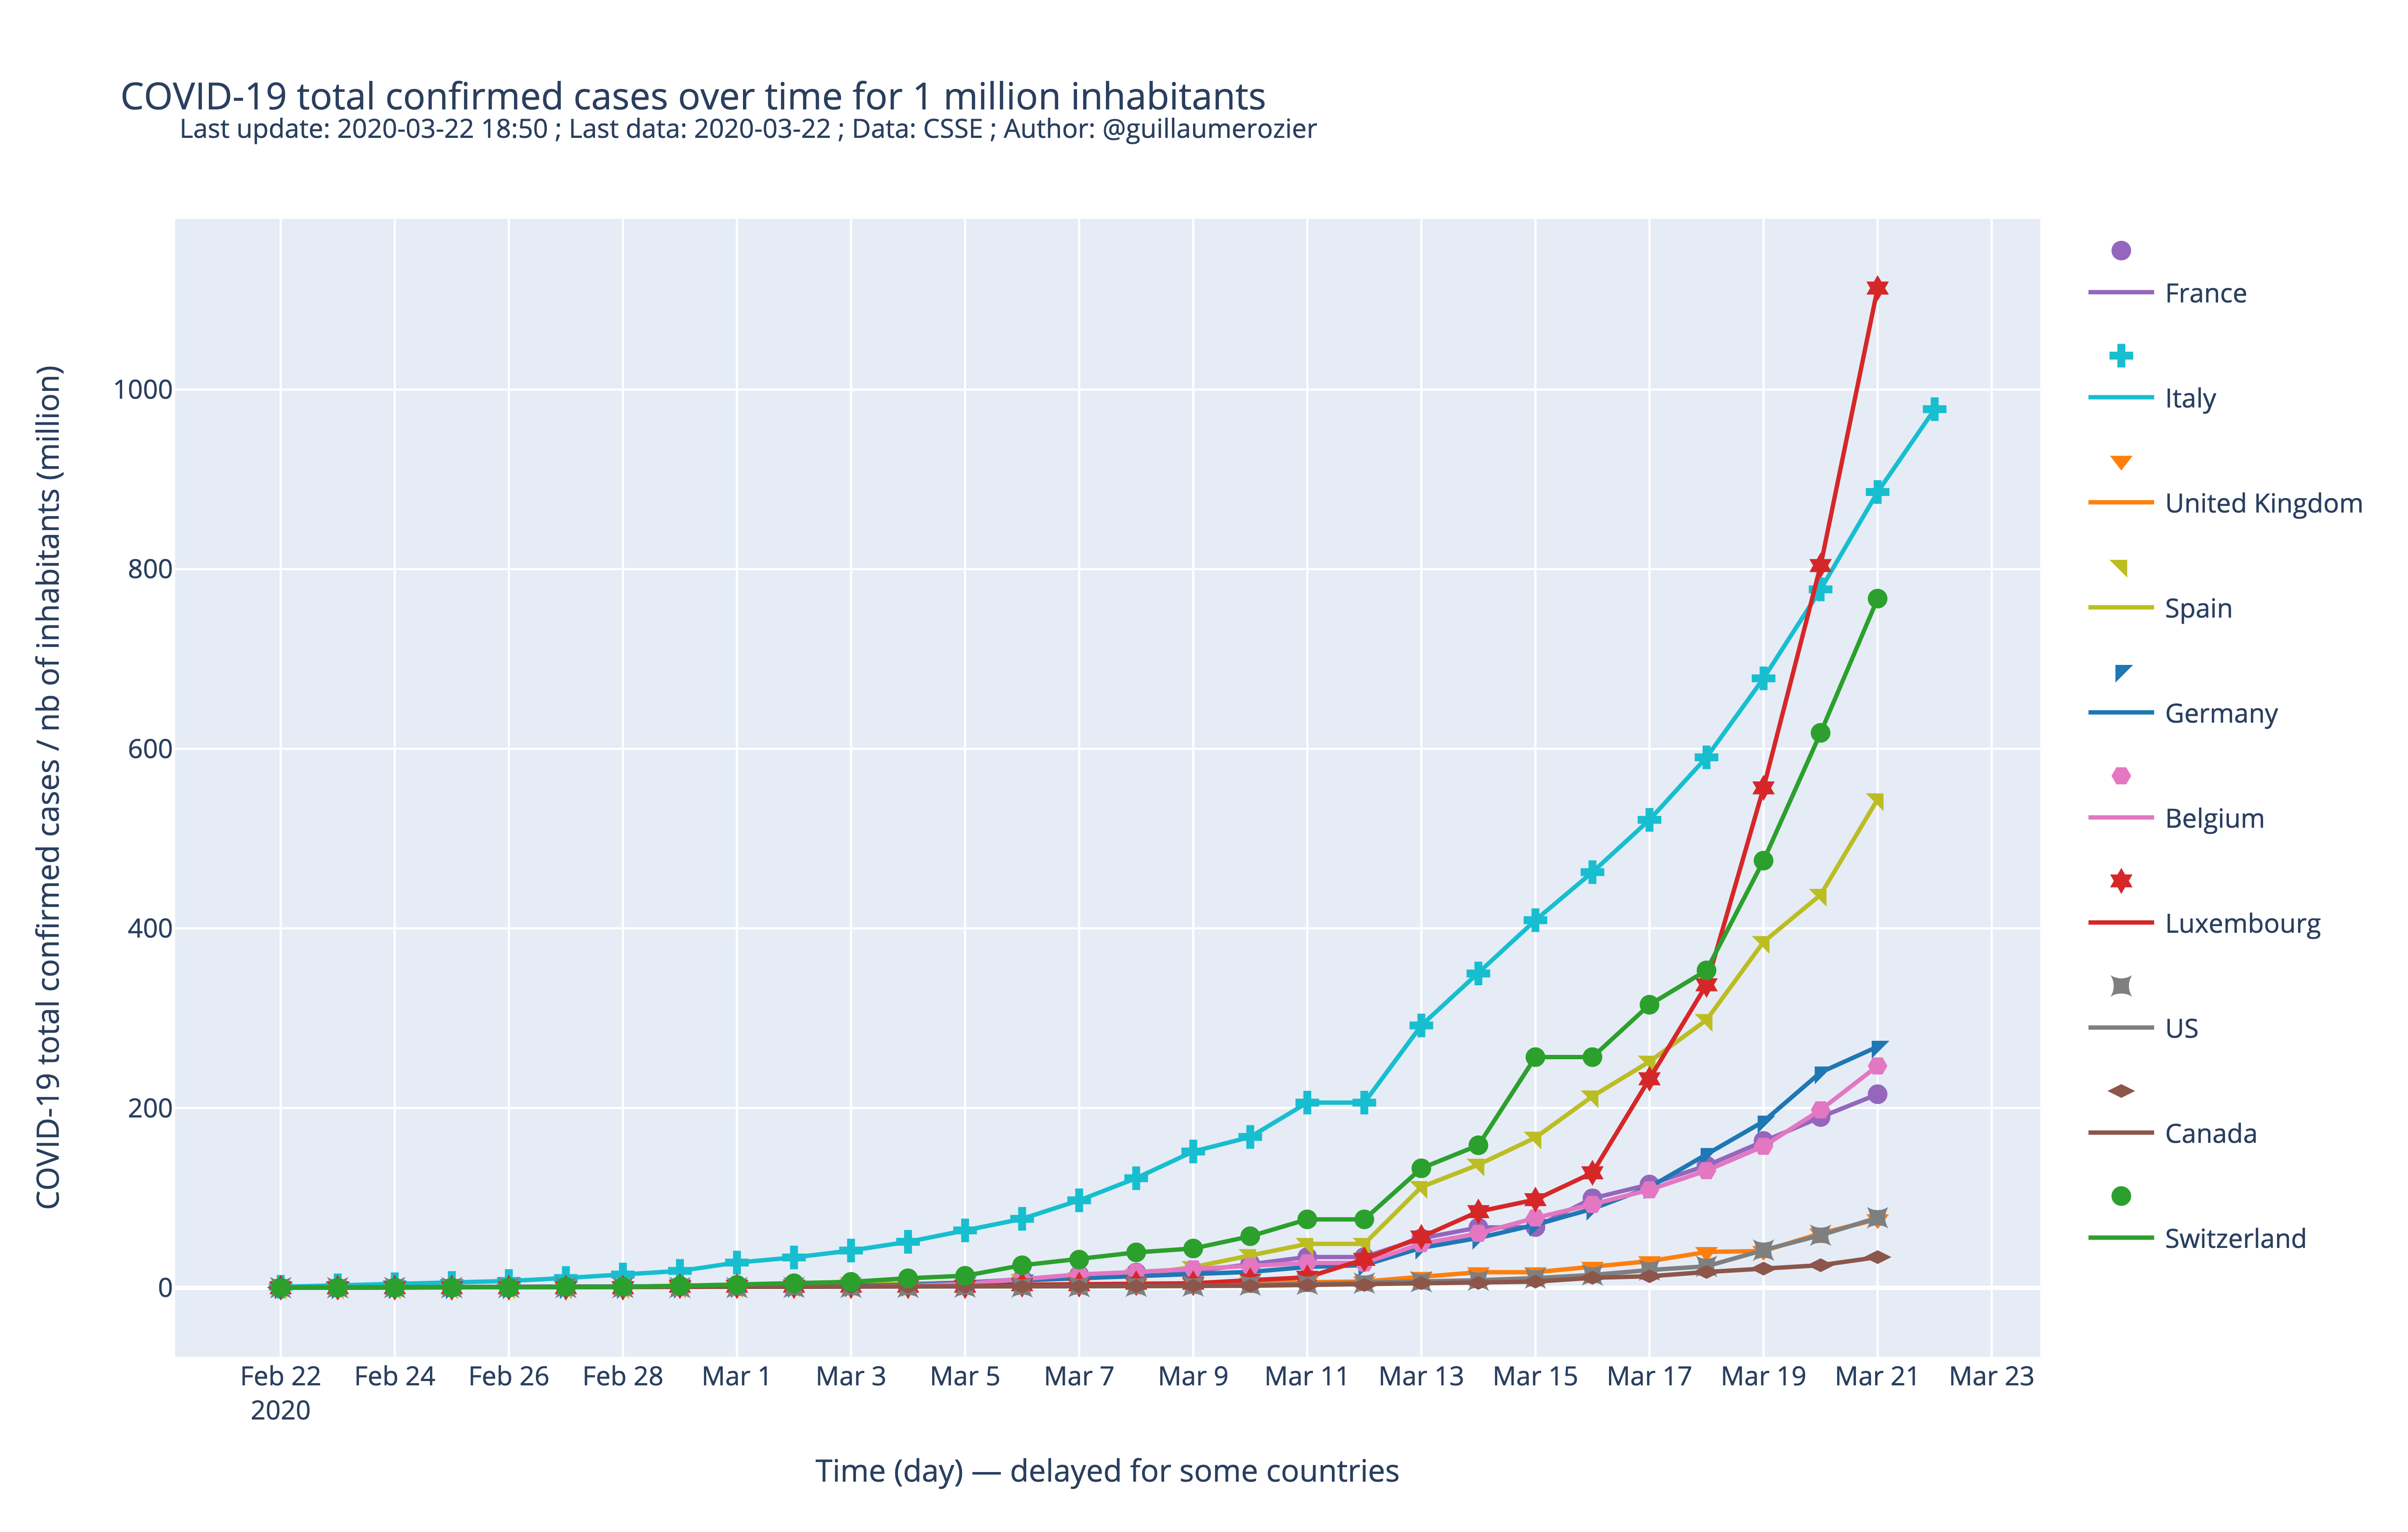 COVID-19 total confirmed cases over time for 1 million inhabitants
Last update: 2020-03-22 18:50 ; Last data: 2020-03-22 ; Data: CSSE ; Author: @guillaumerozier
COVID-19 total confirmed cases / nb of inhabitants (million)
1000
800
600
400
200
0
Feb 22 Feb 24 Feb 26 Feb 28 Mar 1 Mar 3 Mar 5 Mar 7 Mar 9 Mar 11 Mar 13 Mar 15 Mar 17 Mar 19 Mar 21 Mar 23
2020
Time (day) — delayed for some countries
France
Italy
United Kingdom
Spain
Germany
Belgium
Luxembourg
US
Canada
Switzerland